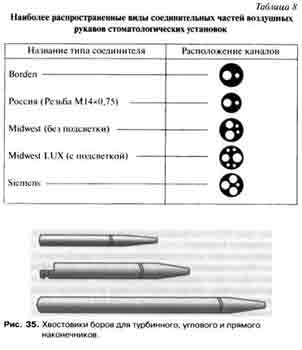 Таблица 8
Наиболее распространенные виды соединительных частей воздушных
рукавов стоматологических установок
Название типа соединителя
Расположение каналов
Borden
Россия (Резьба М14×0,75)
Midwest (без подсветки)
Midwest LUX (с подсветкой)
Siemens
Рис. 35. Хвостовики боров для турбинного, углового и прямого
наконечников.